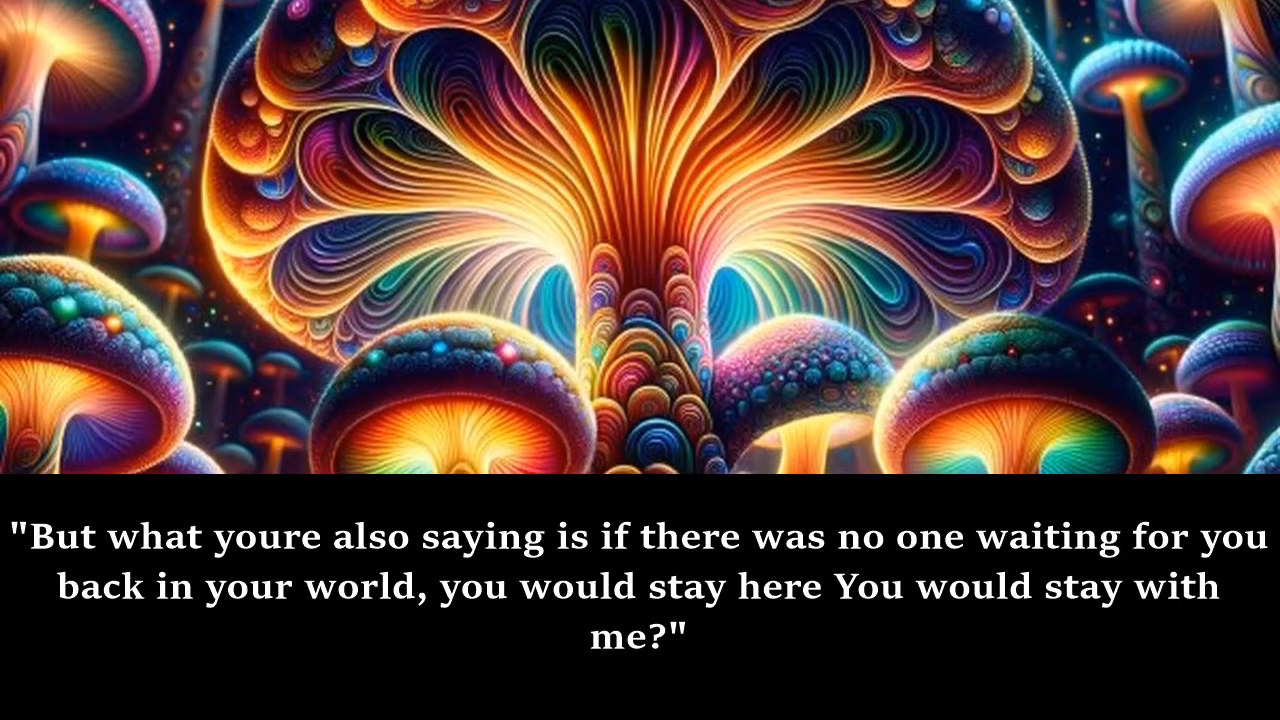 "But what youre also saying is if there was no one waiting for you
back in your world, you would stay here You would stay with
me?"